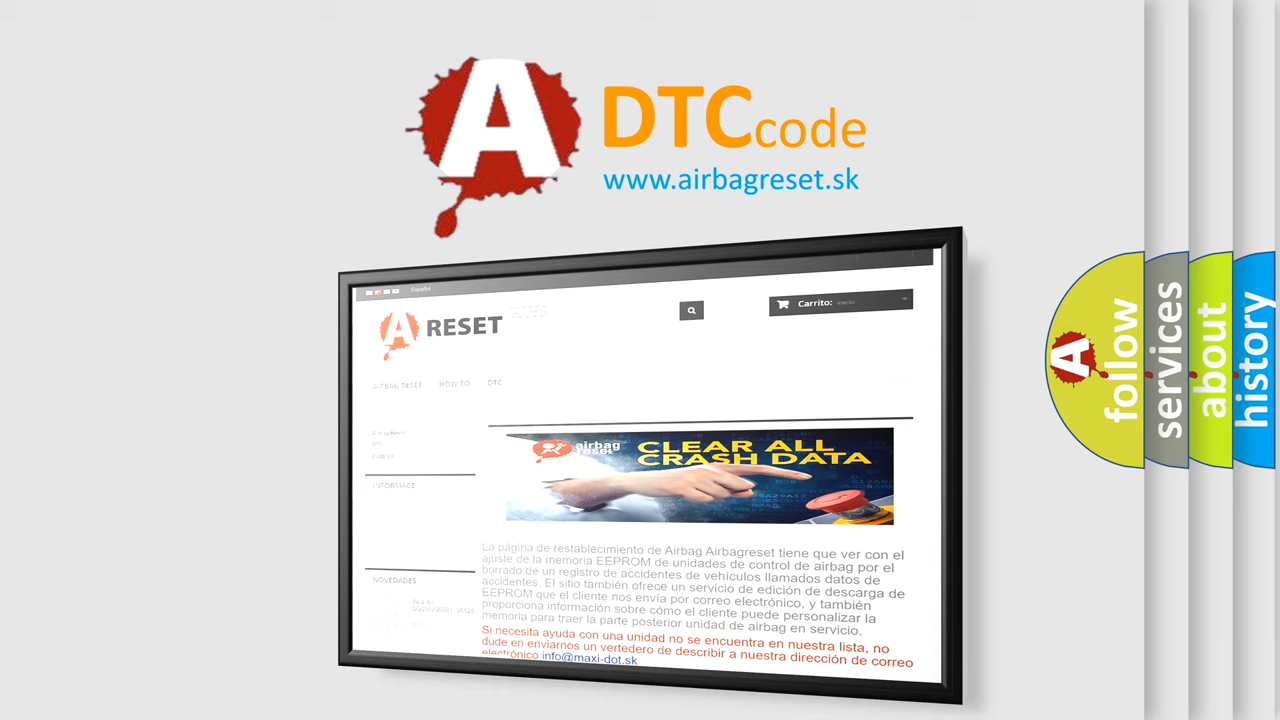 A DTCcode
www.airbagreset.sk
Español
A RESET
Carrito: vacío
AIRBAG RESET HOW TO DTC
INFORMACE
airbag
reset
CLEAR ALL
CRASH DATA
NOVEDADES
La página de restablecimiento de Airbag Airbagreset tiene que ver con el
ajuste de la memoria EEPROM de unidades de control de airbag por el
borrado de un registro de accidentes de vehículos llamados datos de
accidentes. El sitio también ofrece un servicio de edición de descarga de
EEPROM que el cliente nos envía por correo electrónico, y también
proporciona información sobre cómo el cliente puede personalizar la
memoria para traer la parte posterior unidad de airbag en servicio.
Si necesita ayuda con una unidad no se encuentra en nuestra lista, no
dude en enviarnos un vertedero de describir a nuestra dirección de correo
electrónico info@maxi-dot.sk
A follow
services
about
history